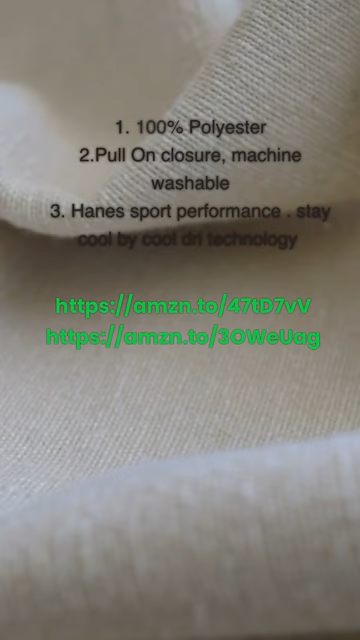 1. 100% Polyester
2.Pull On closure, machine
washable
3. Hanes sport performance . stay
cool by cool dri technology
https://amzn.to/47tD7vV
https://amzn.to/3OWeUag